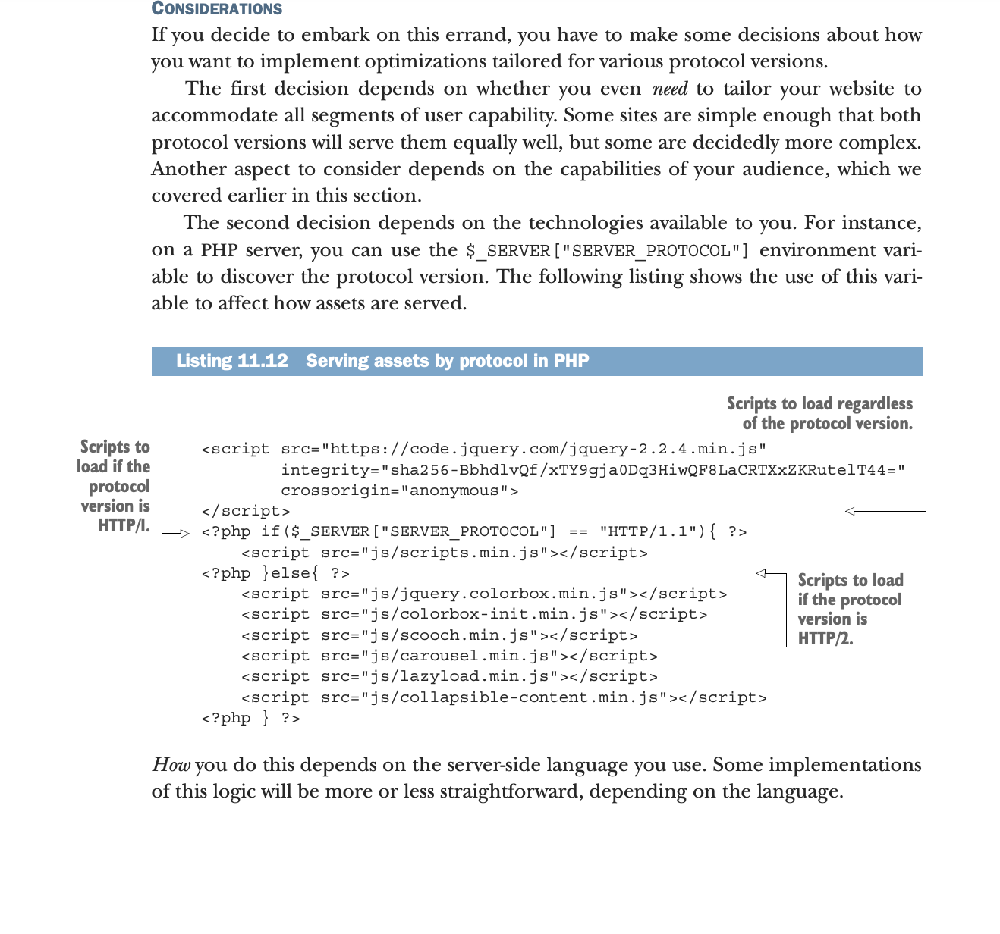 CONSIDERATIONS
If you decide to embark on this errand, you have to make some decisions about how
you want to implement optimizations tailored for various protocol versions.
The first decision depends on whether you even need to tailor your website to
accommodate all segments of user capability. Some sites are simple enough that both
protocol versions will serve them equally well, but some are decidedly more complex.
Another aspect to consider depends on the capabilities of your audience, which we
covered earlier in this section.
The second decision depends on the technologies available to you. For instance,
on a PHP server, you can use the $_SERVER["SERVER_PROTOCOL"] environment vari-
able to discover the protocol version. The following listing shows the use of this vari-
able to affect how assets are served.
Listing 11.12 Serving assets by protocol in PHP
Scripts to load regardless
of the protocol version.
Scripts to
load if the
protocol
version is
HTTP/1.
<script src="https://code.jquery.com/jquery-2.2.4.min.js"
integrity="sha256-BbhdlvQf/xTY9gja0Dq3HiwQF8LaCRTXxZKRutelT44="
crossorigin="anonymous">
</script>
<?php if($_SERVER["SERVER_PROTOCOL"] == "HTTP/1.1"){ ?>
<script src="js/scripts.min.js"></script>
<?php }else{ ?>
<script src="js/jquery.colorbox.min.js"></script>
<script src="js/colorbox-init.min.js"></script>
<script src="js/scooch.min.js"></script>
<script src="js/carousel.min.js"></script>
<script src="js/lazyload.min.js"></script>
<script src="js/collapsible-content.min.js"></script>
<?php } ?>
Scripts to load
if the protocol
version is
HTTP/2.
How you do this depends on the server-side language you use. Some implementations
of this logic will be more or less straightforward, depending on the language.